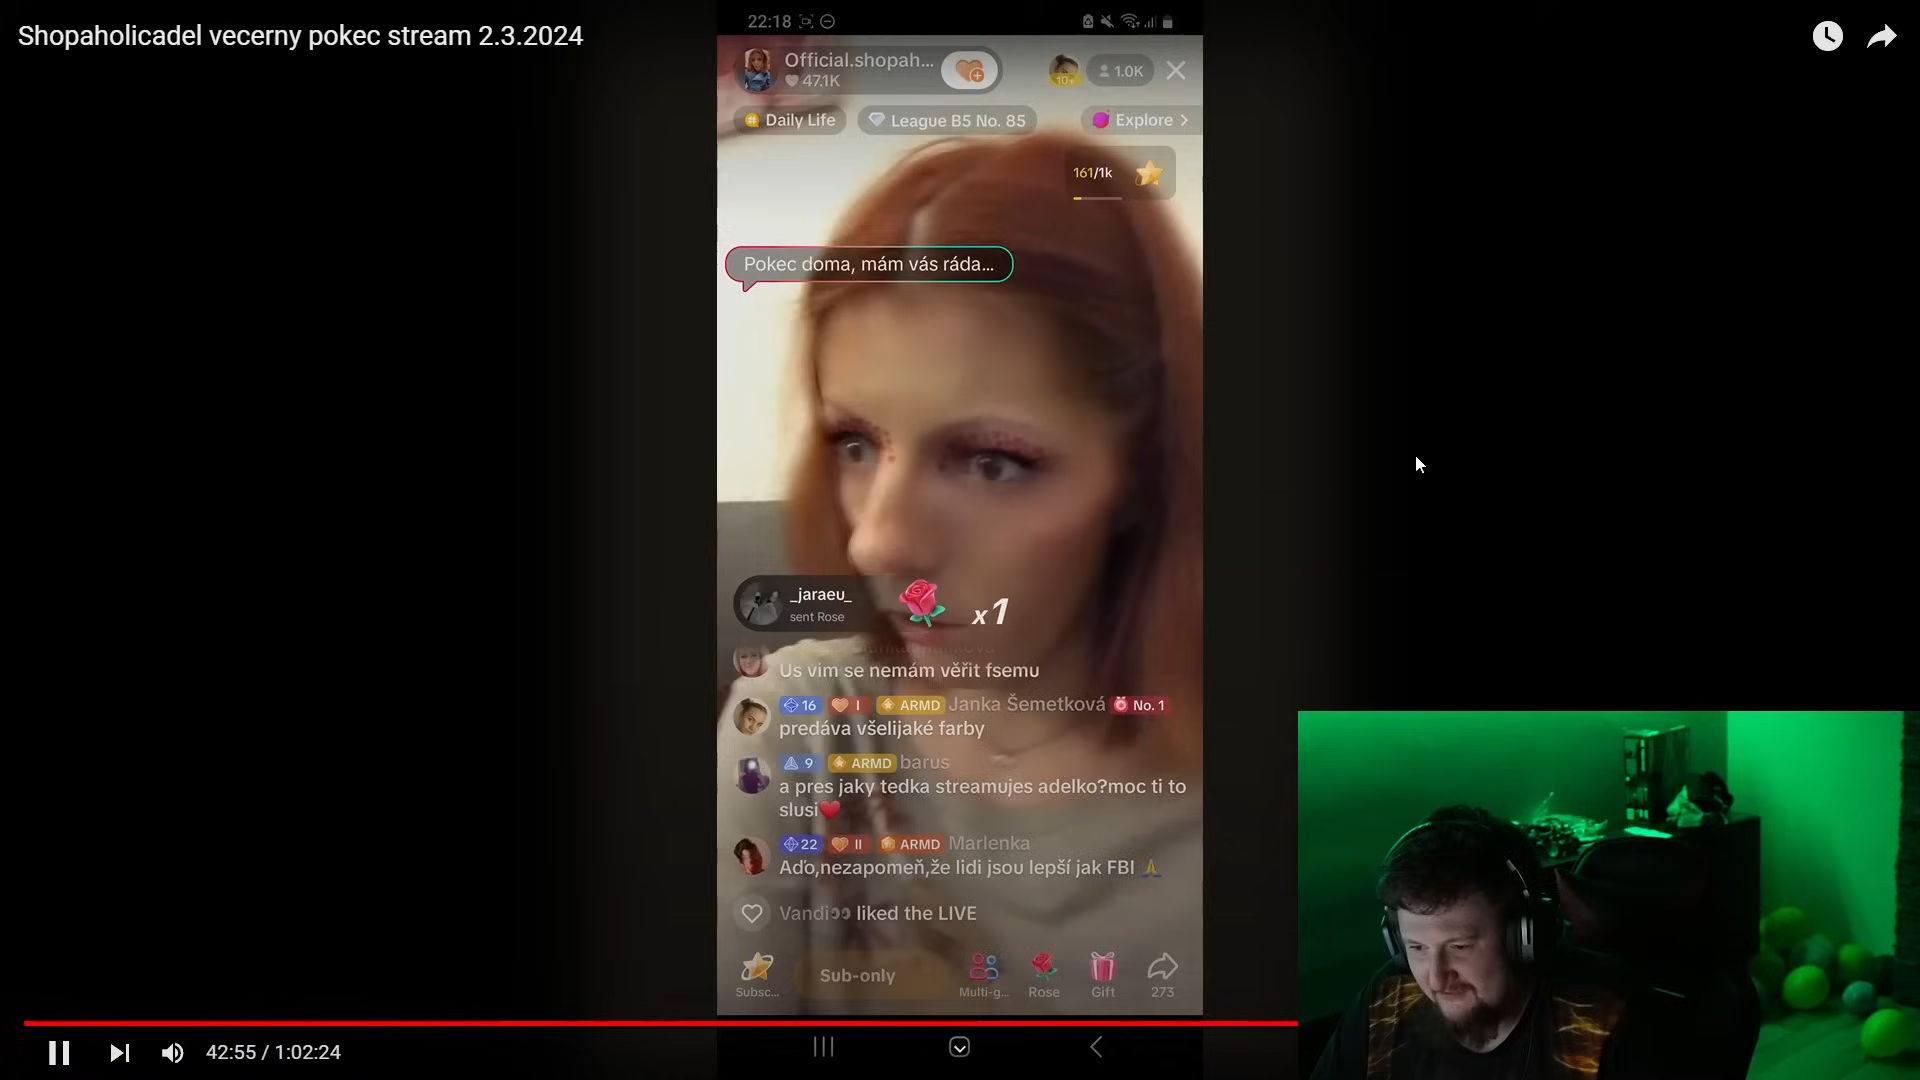 Shopaholicadel vecerny pokec stream 2.3.2024
22:18
Official.shopah...
47.1K
10+
1.0K
Daily Life
League B5 No. 85
Explore >
161/1k
Pokec doma, mám vás ráda...
_jaraeu_
sent Rose
x1
Us vim se nemám věřit fsemu
16 I ARMD Janka Šemetková No. 1
predáva všelijaké farby
9 ARMD barus
a pres jaky tedka streamujes adelko?moc ti to
slusi❤️
22 II ARMD Marlenka
Aďo,nezapomeň,že lidi jsou lepší jak FBI 🙏
Vandi👀 liked the LIVE
Subsc...
Sub-only
Multi-g...
Rose
Gift
273
42:55 / 1:02:24